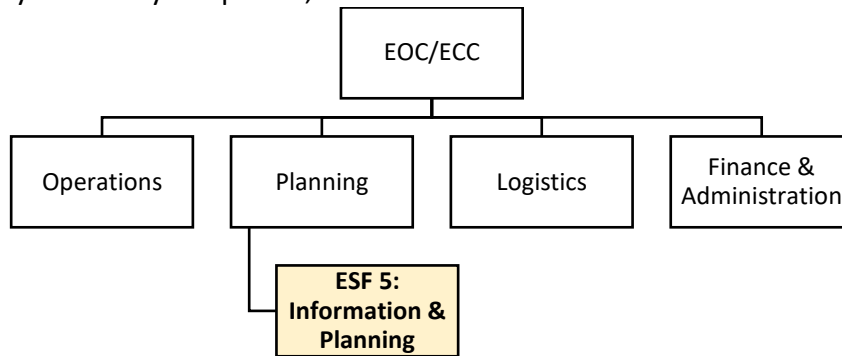 EOC/ECC
Operations
Planning
Logistics
Finance &
Administration
ESF 5:
Information &
Planning